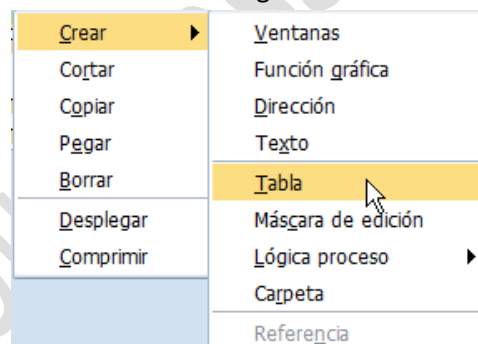 Crear
Cortar
Copiar
Pegar
Borrar
Desplegar
Comprimir
Ventanas
Función gráfica
Dirección
Texto
Tabla
Máscara de edición
Lógica proceso
Carpeta
Referencia